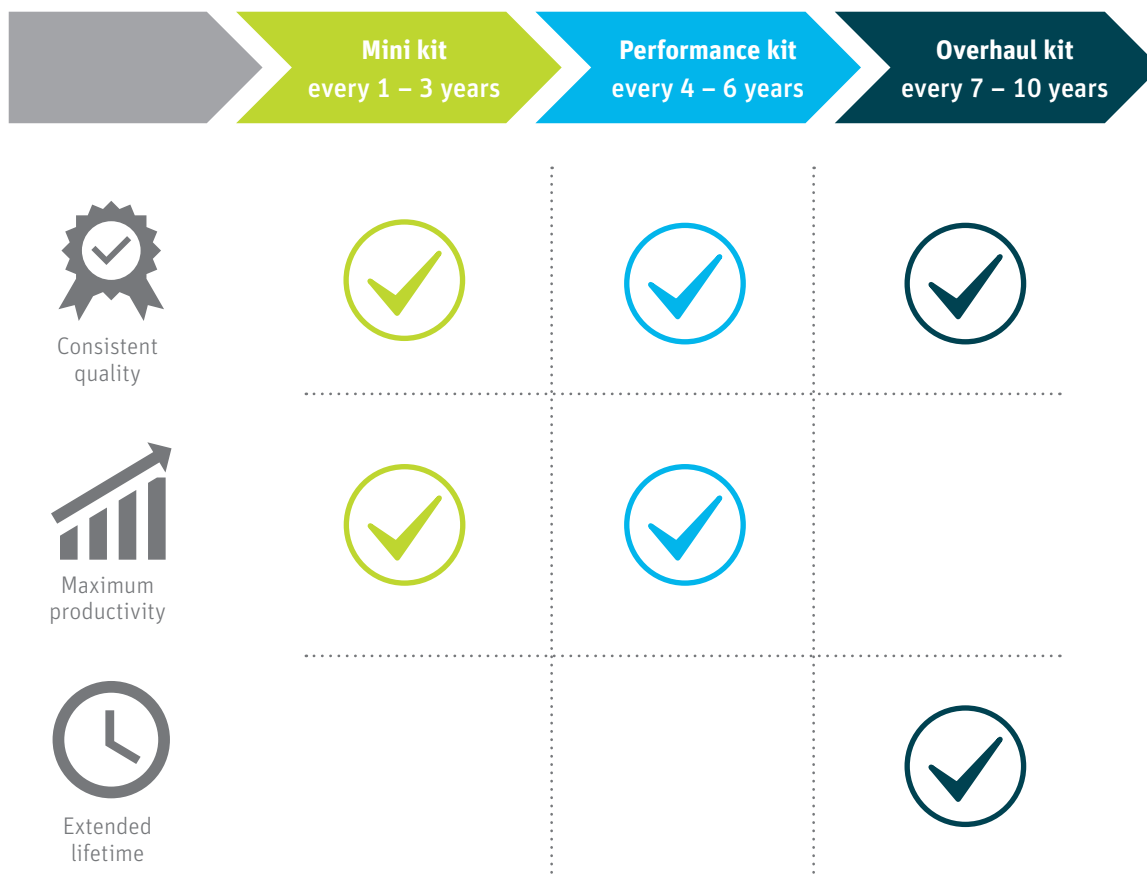 Mini kit
every 1 – 3 years
Performance kit
every 4 – 6 years
Overhaul kit
every 7 – 10 years
Consistent
quality
Maximum
productivity
Extended
lifetime